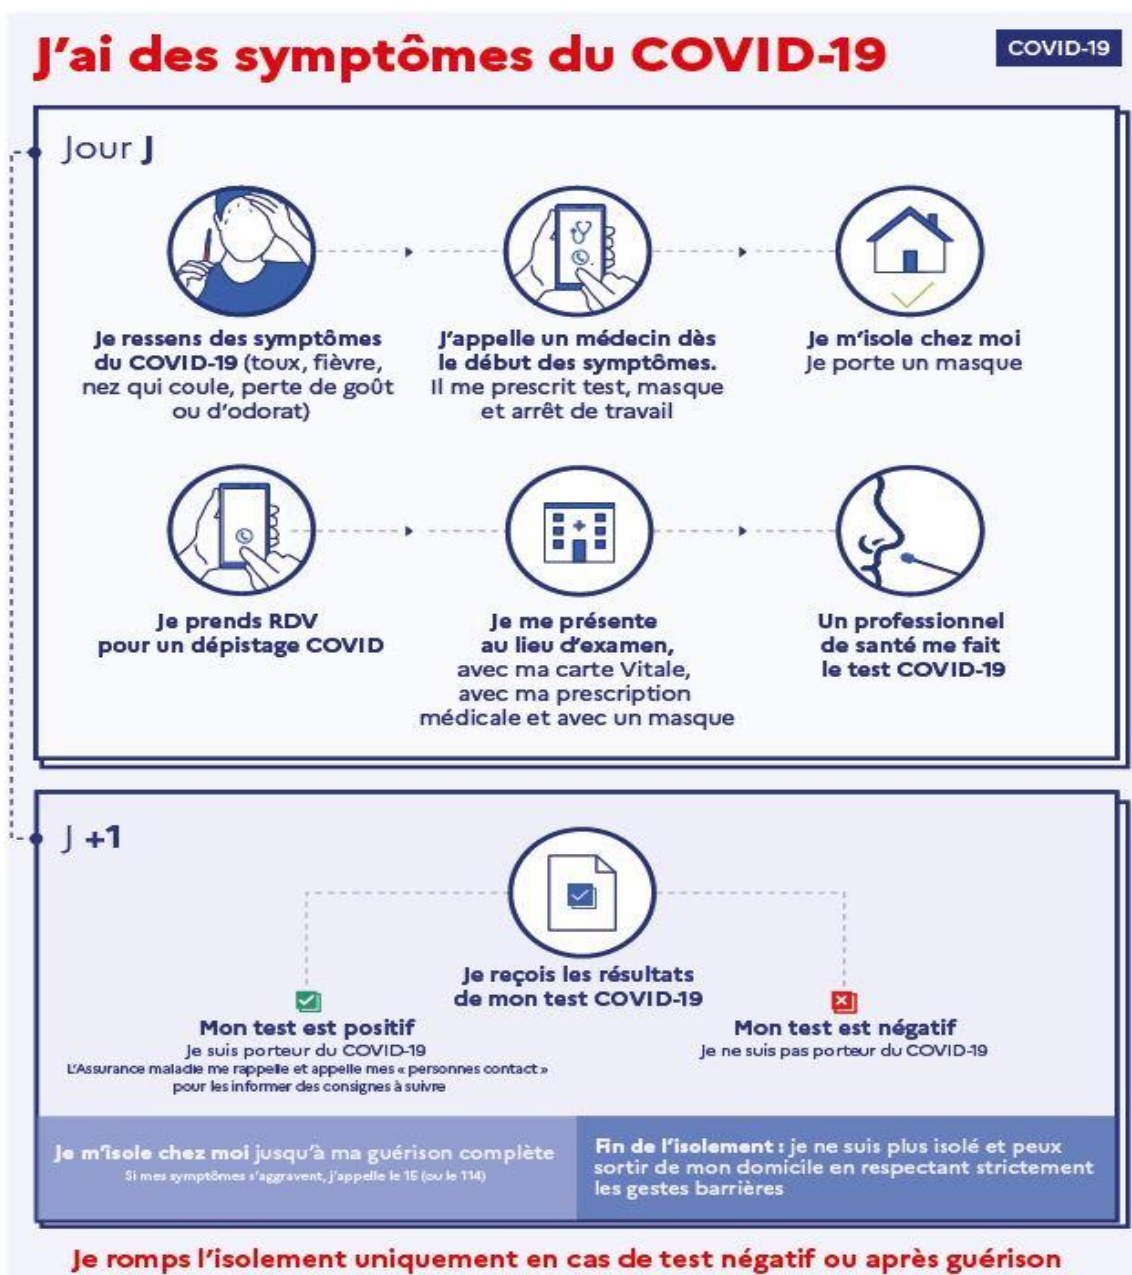 J'ai des symptômes du COVID-19
COVID-19
Jour J
Je ressens des symptômes
du COVID-19 (toux, fièvre,
nez qui coule, perte de goût
ou d'odorat)
J'appelle un médecin dès
le début des symptômes.
Il me prescrit test, masque
et arrêt de travail
Je m'isole chez moi
Je porte un masque
Je prends RDV
pour un dépistage COVID
Je me présente
au lieu d'examen,
avec ma carte Vitale,
avec ma prescription
médicale et avec un masque
Un professionnel
de santé me fait
le test COVID-19
J +1
Je reçois les résultats
de mon test COVID-19
Mon test est positif
Je suis porteur du COVID-19
L'Assurance maladie me rappelle et appelle mes « personnes contact »
pour les informer des consignes à suivre
Mon test est négatif
Je ne suis pas porteur du COVID-19
Je m'isole chez moi jusqu'à ma guérison complète
Si mes symptômes s'aggravent, j'appelle le 15 (ou le 114)
Fin de l'isolement : je ne suis plus isolé et peux
sortir de mon domicile en respectant strictement
les gestes barrières
Je romps l'isolement uniquement en cas de test négatif ou après guérison